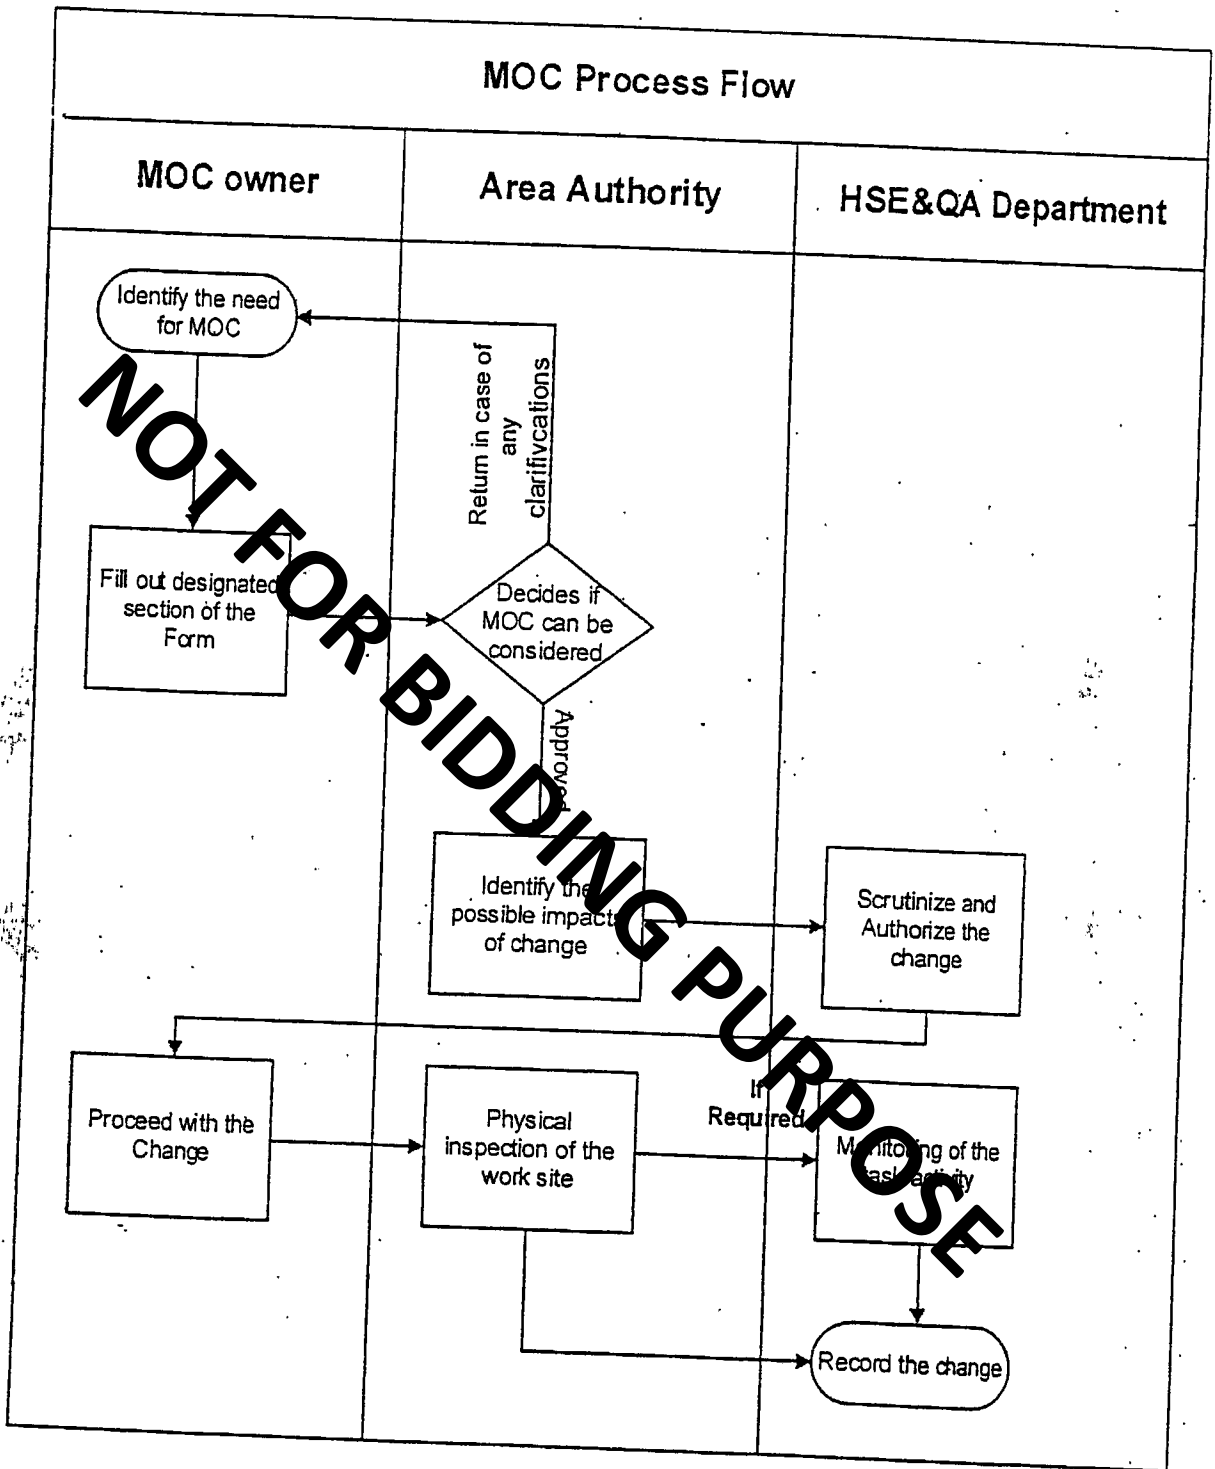 MOC Process Flow
MOC owner
Area Authority
HSE&QA Department
Identify the need
for MOC
Return in case of
any
clarifivcations
Fill out designated
section of the
Form
Decides if
MOC can be
considered
Approved
Identify the
possible impacts
of change
Scrutinize and
Authorize the
change
Proceed with the
Change
Physical
inspection of the
work site
If
Required
Monitoring of the
task activity
Record the change
NOT FOR BIDDING PURPOSE